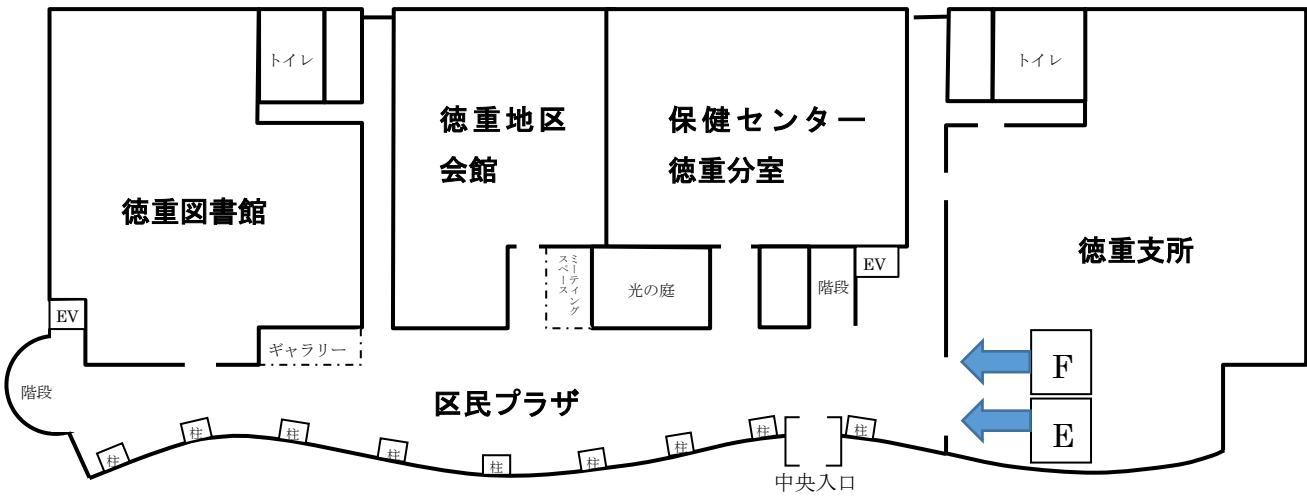 トイレ
トイレ
徳重地区
会館
保健センター
徳重分室
徳重図書館
徳重支所
ミーティング
スペース
光の庭
階段
EV
EV
ギャラリー
F
階段
区民プラザ
E
柱
柱
柱
柱
柱
柱
柱
柱
柱
中央入口